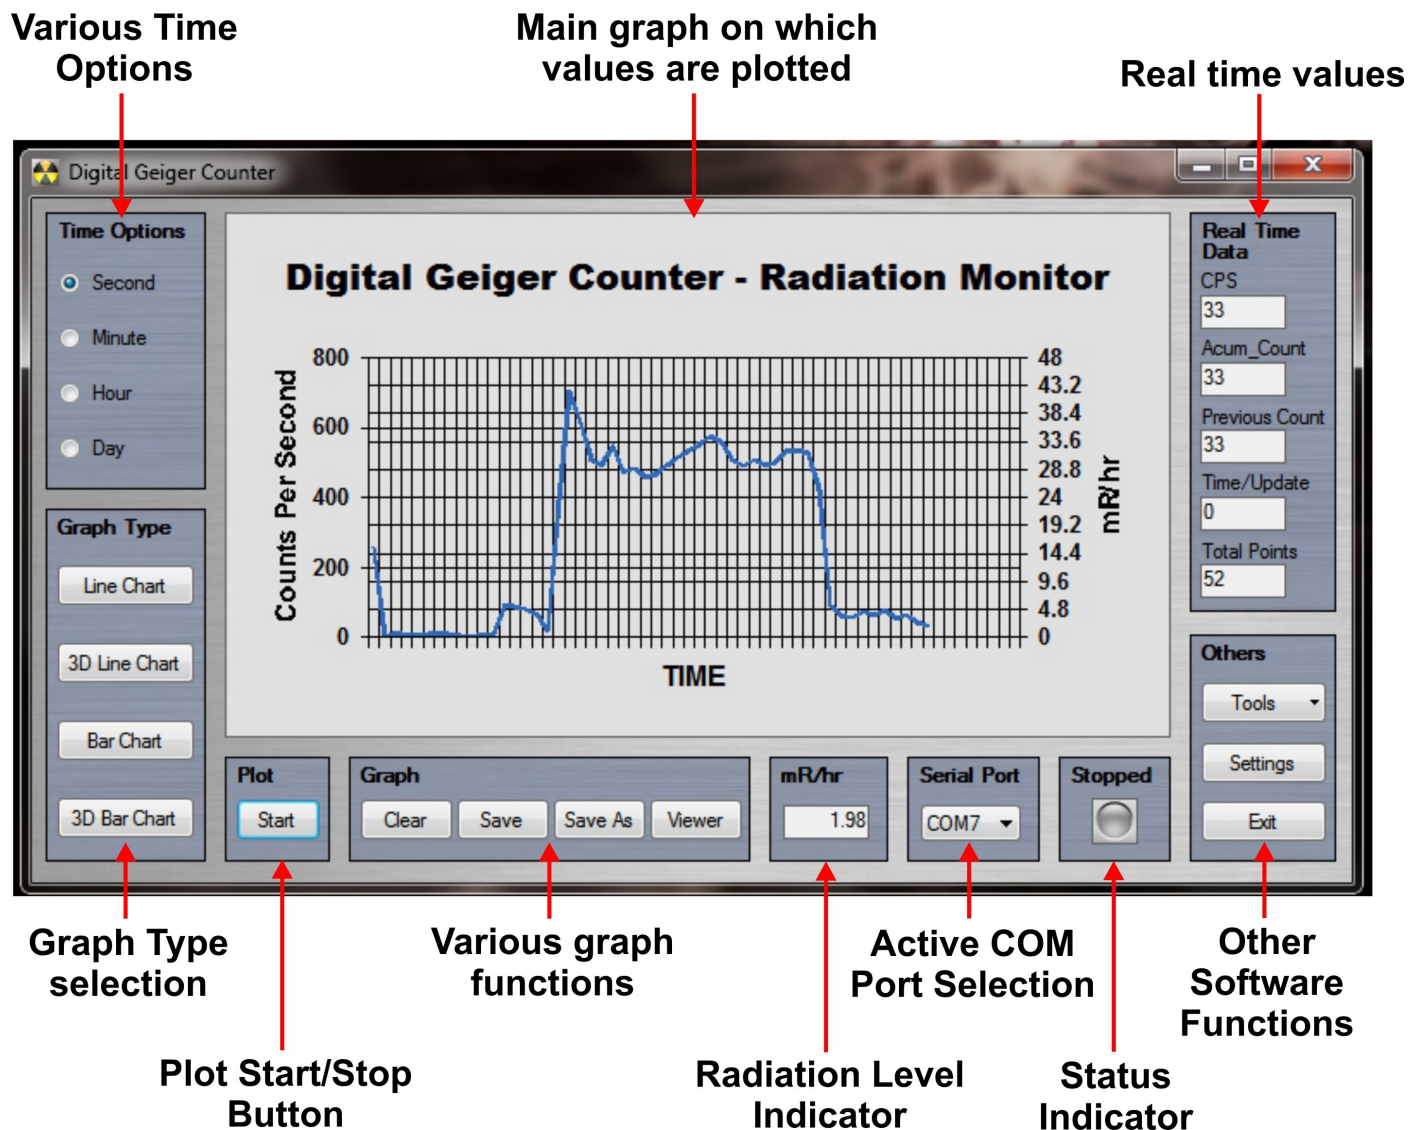 Various Time
Options
Main graph on which
values are plotted
Real time values
Digital Geiger Counter
Time Options
Second
Minute
Hour
Day
Graph Type
Line Chart
3D Line Chart
Bar Chart
3D Bar Chart
Digital Geiger Counter - Radiation Monitor
Counts Per Second
800
600
400
200
0
48
43.2
38.4
33.6
28.8
24
19.2
14.4
9.6
4.8
0
mR/hr
TIME
Real Time
Data
CPS
33
Acum_Count
33
Previous Count
33
Time/Update
0
Total Points
52
Others
Tools
Settings
Exit
Plot
Start
Graph
Clear Save Save As Viewer
mR/hr
1.98
Serial Port
COM7
Stopped
Graph Type
selection
Various graph
functions
Active COM
Port Selection
Other
Software
Functions
Plot Start/Stop
Button
Radiation Level
Indicator
Status
Indicator